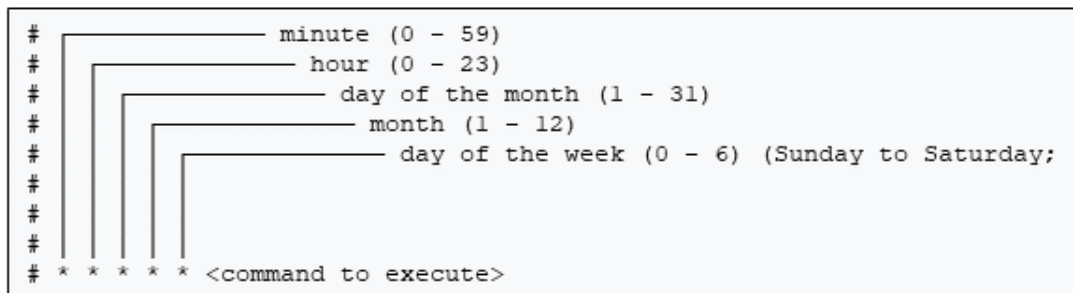 # minute (0 - 59)
# hour (0 - 23)
# day of the month (1 - 31)
# month (1 - 12)
# day of the week (0 - 6) (Sunday to Saturday;
#
#
#
# * * * * * <command to execute>